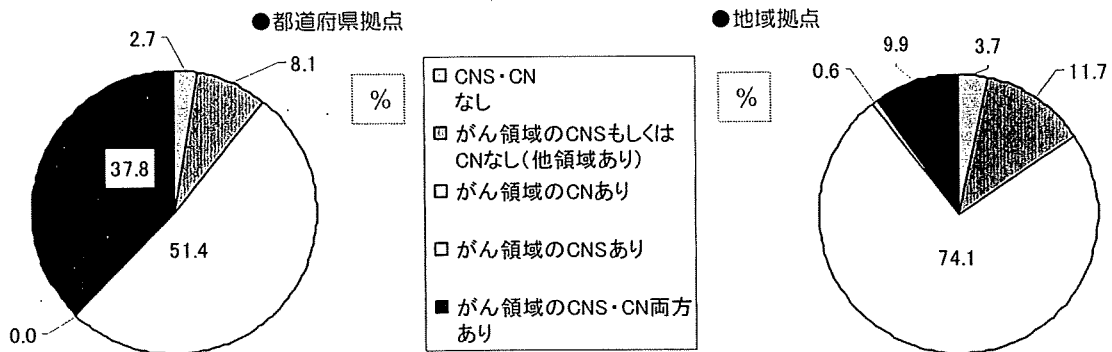 ●都道府県拠点
2.7
8.1
37.8
51.4
0.0
%
□ CNS・CN
なし
□ がん領域のCNSもしくは
CNなし(他領域あり)
□ がん領域のCNあり
□ がん領域のCNSあり
■ がん領域のCNS・CN両方
あり
●地域拠点
%
0.6
9.9
3.7
11.7
74.1